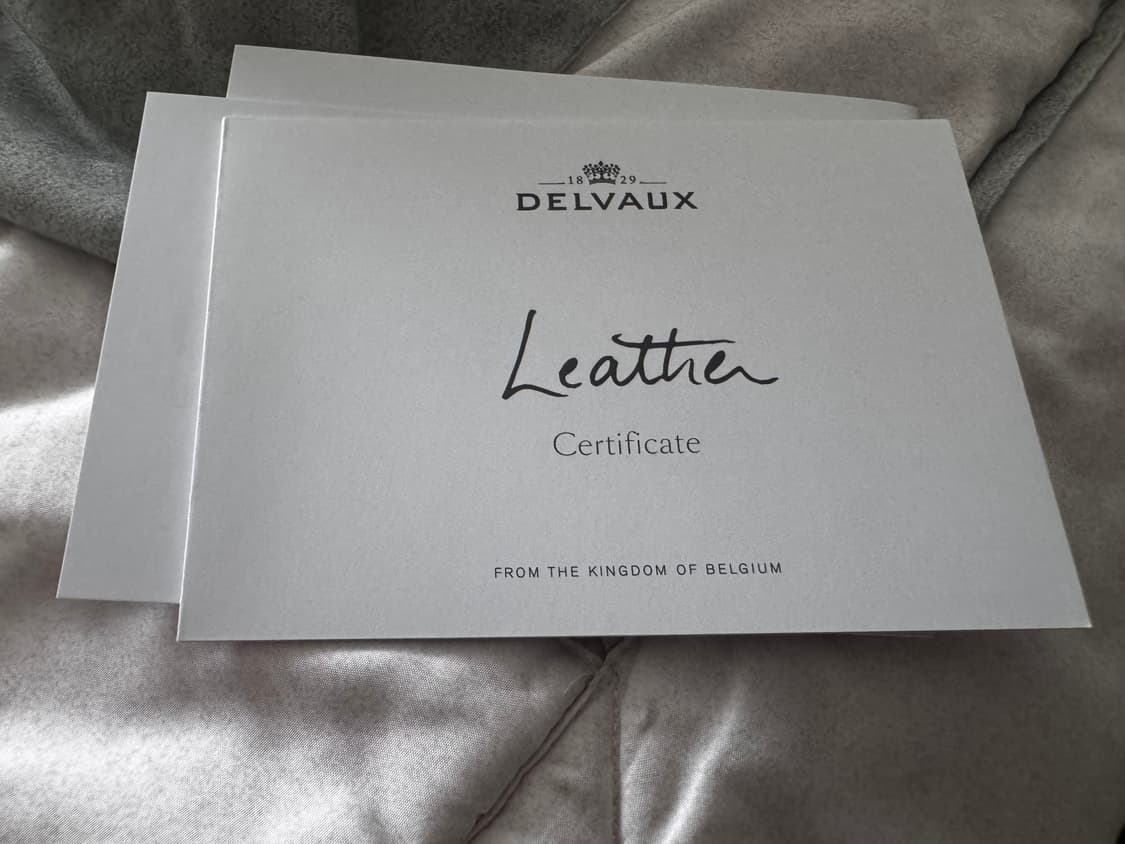 18 29
DELVAUX
Leather
Certificate
FROM THE KINGDOM OF BELGIUM